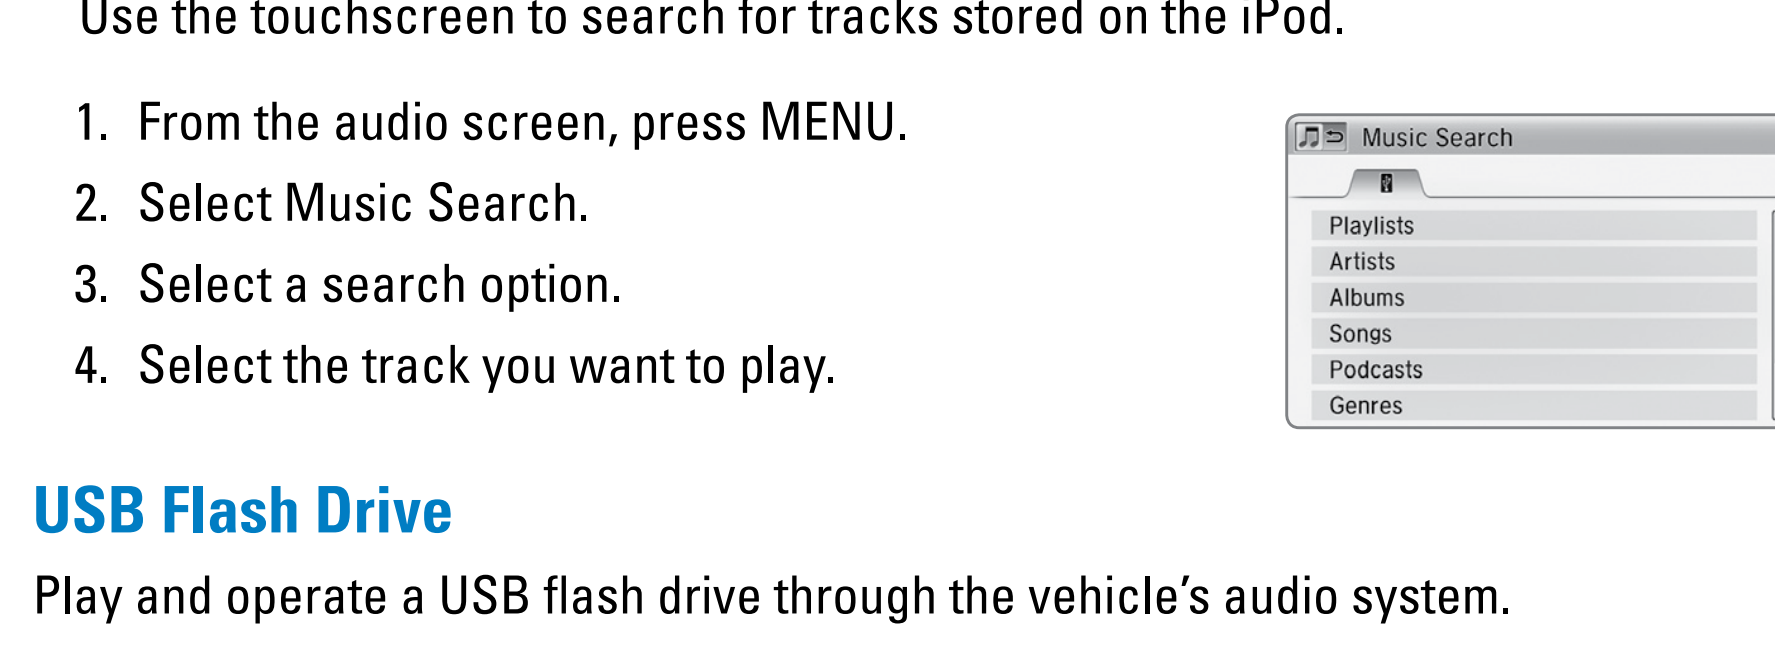 Use the touchscreen to search for tracks stored on the iPod.
1. From the audio screen, press MENU.
2. Select Music Search.
3. Select a search option.
4. Select the track you want to play.
Music Search
Playlists
Artists
Albums
Songs
Podcasts
Genres
USB Flash Drive
Play and operate a USB flash drive through the vehicle's audio system.